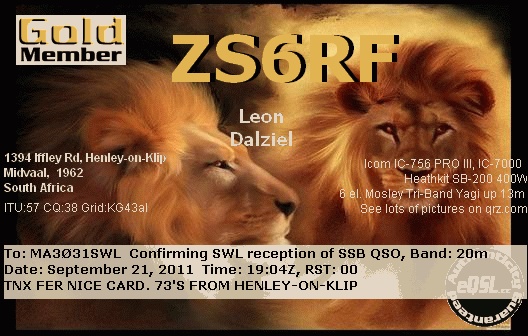 Gold
Member
ZS6RF
Leon
Dalziel
1394 Iffley Rd, Henley-on-Klip
Midvaal, 1962
South Africa
ITU:57 CQ:38 Grid:KG43al
Icom IC-756 PRO III, IC-7000
Heathkit SB-200 400W
6 el. Mosley Tri-Band Yagi up 13m
See lots of pictures on qrz.com
To: MA3Ø31SWL Confirming SWL reception of SSB QSO, Band: 20m
Date: September 21, 2011 Time: 19:04Z, RST: 00
TNX FER NICE CARD. 73'S FROM HENLEY-ON-KLIP
Authenticity
eQSL.cc
Guaranteed